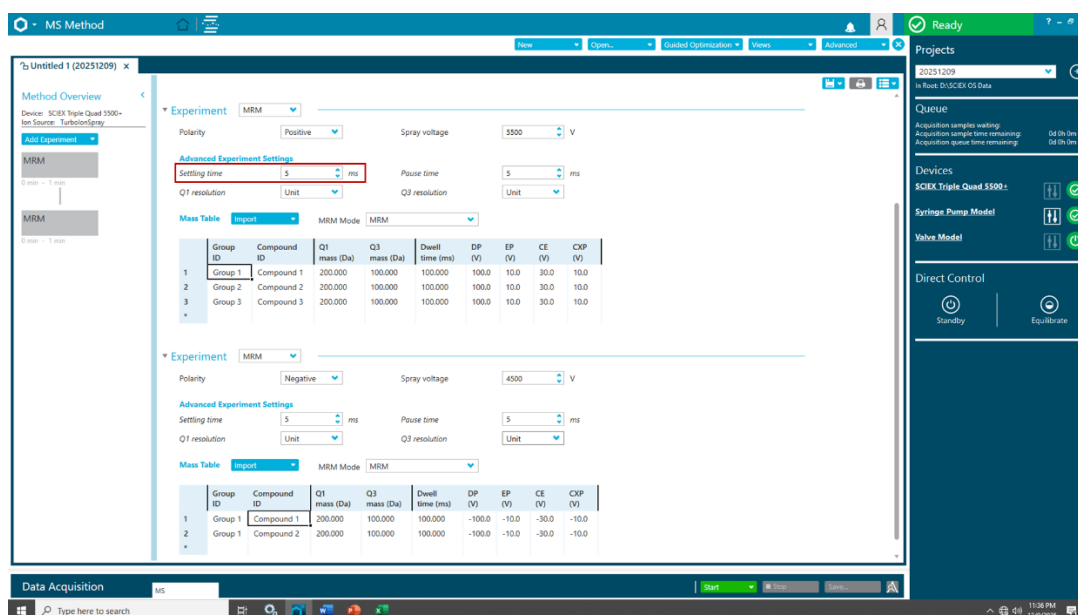 MS Method
Ready
? - 
New Open... Guided Optimization Views Advanced
Untitled 1 (20251209) x
Method Overview
Device: SCIEX Triple Quad 5500+
Ion Source: TurboIonSpray
Add Experiment
MRM
0 min - 1 min
MRM
0 min - 1 min
Experiment MRM
Polarity Positive Spray voltage 5500 V
Advanced Experiment Settings
Settling time 5 ms Pause time 5 ms
Q1 resolution Unit Q3 resolution Unit
Mass Table Import MRM Mode MRM
Group ID Compound ID Q1 mass (Da) Q3 mass (Da) Dwell time (ms) DP (V) EP (V) CE (V) CXP (V)
1 Group 1 Compound 1 200.000 100.000 100.000 100.0 10.0 30.0 10.0
2 Group 2 Compound 2 200.000 100.000 100.000 100.0 10.0 30.0 10.0
3 Group 3 Compound 3 200.000 100.000 100.000 100.0 10.0 30.0 10.0
*
Experiment MRM
Polarity Negative Spray voltage 4500 V
Advanced Experiment Settings
Settling time 5 ms Pause time 5 ms
Q1 resolution Unit Q3 resolution Unit
Mass Table Import MRM Mode MRM
Group ID Compound ID Q1 mass (Da) Q3 mass (Da) Dwell time (ms) DP (V) EP (V) CE (V) CXP (V)
1 Group 1 Compound 1 200.000 100.000 100.000 -100.0 -10.0 -30.0 -10.0
2 Group 1 Compound 2 200.000 100.000 100.000 -100.0 -10.0 -30.0 -10.0
*
Projects
20251209
In Root: D:\SCIEX OS Data
Queue
Acquisition samples waiting:
Acquisition sample time remaining: 0d 0h 0m
Acquisition queue time remaining: 0d 0h 0m
Devices
SCIEX Triple Quad 5500+
Syringe Pump Model
Valve Model
Direct Control
Standby Equilibrate
Data Acquisition MS Start Stop Save...
Type here to search
11:36 PM